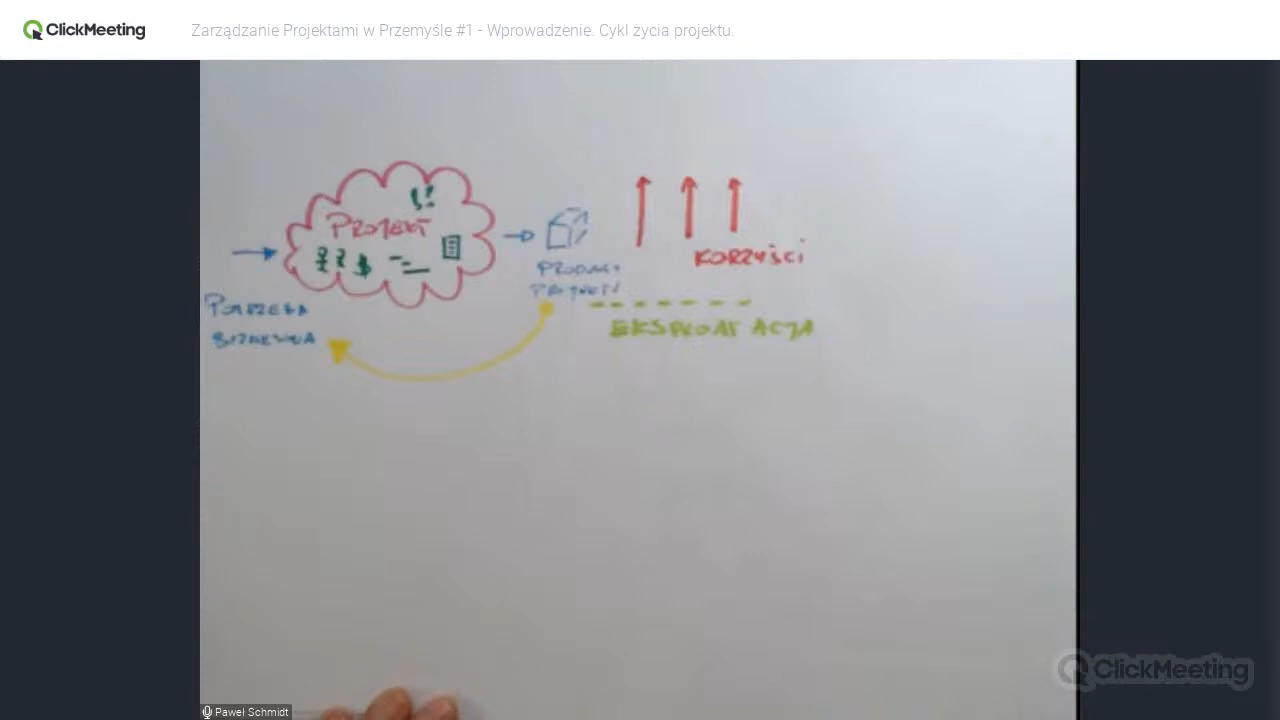 ClickMeeting
Zarządzanie Projektami w Przemyśle #1 - Wprowadzenie. Cykl życia projektu.
PROJEKT
$
KORZYŚCI
PRODUKT
PROJEKTU
POTRZEBA
BIZNESOWA
EKSPLOATACJA
ClickMeeting
Paweł Schmidt